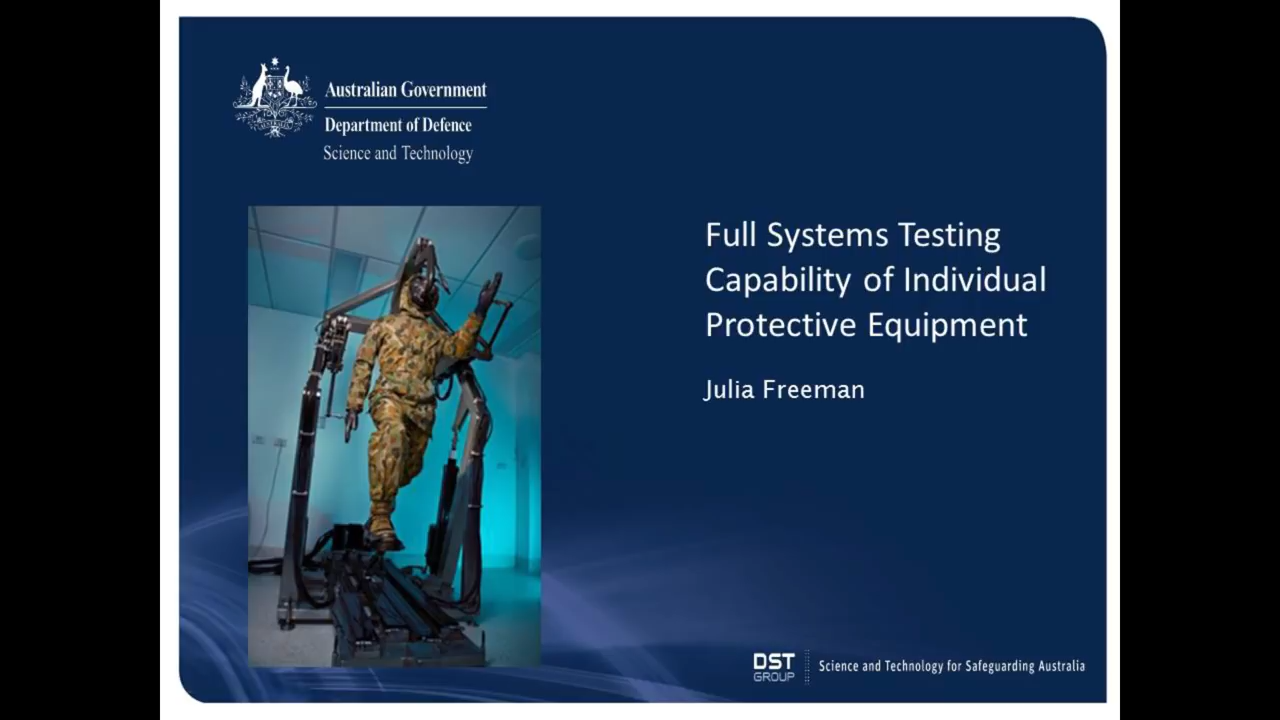 Australian Government
Department of Defence
Science and Technology
Full Systems Testing
Capability of Individual
Protective Equipment
Julia Freeman
DST
GROUP
Science and Technology for Safeguarding Australia